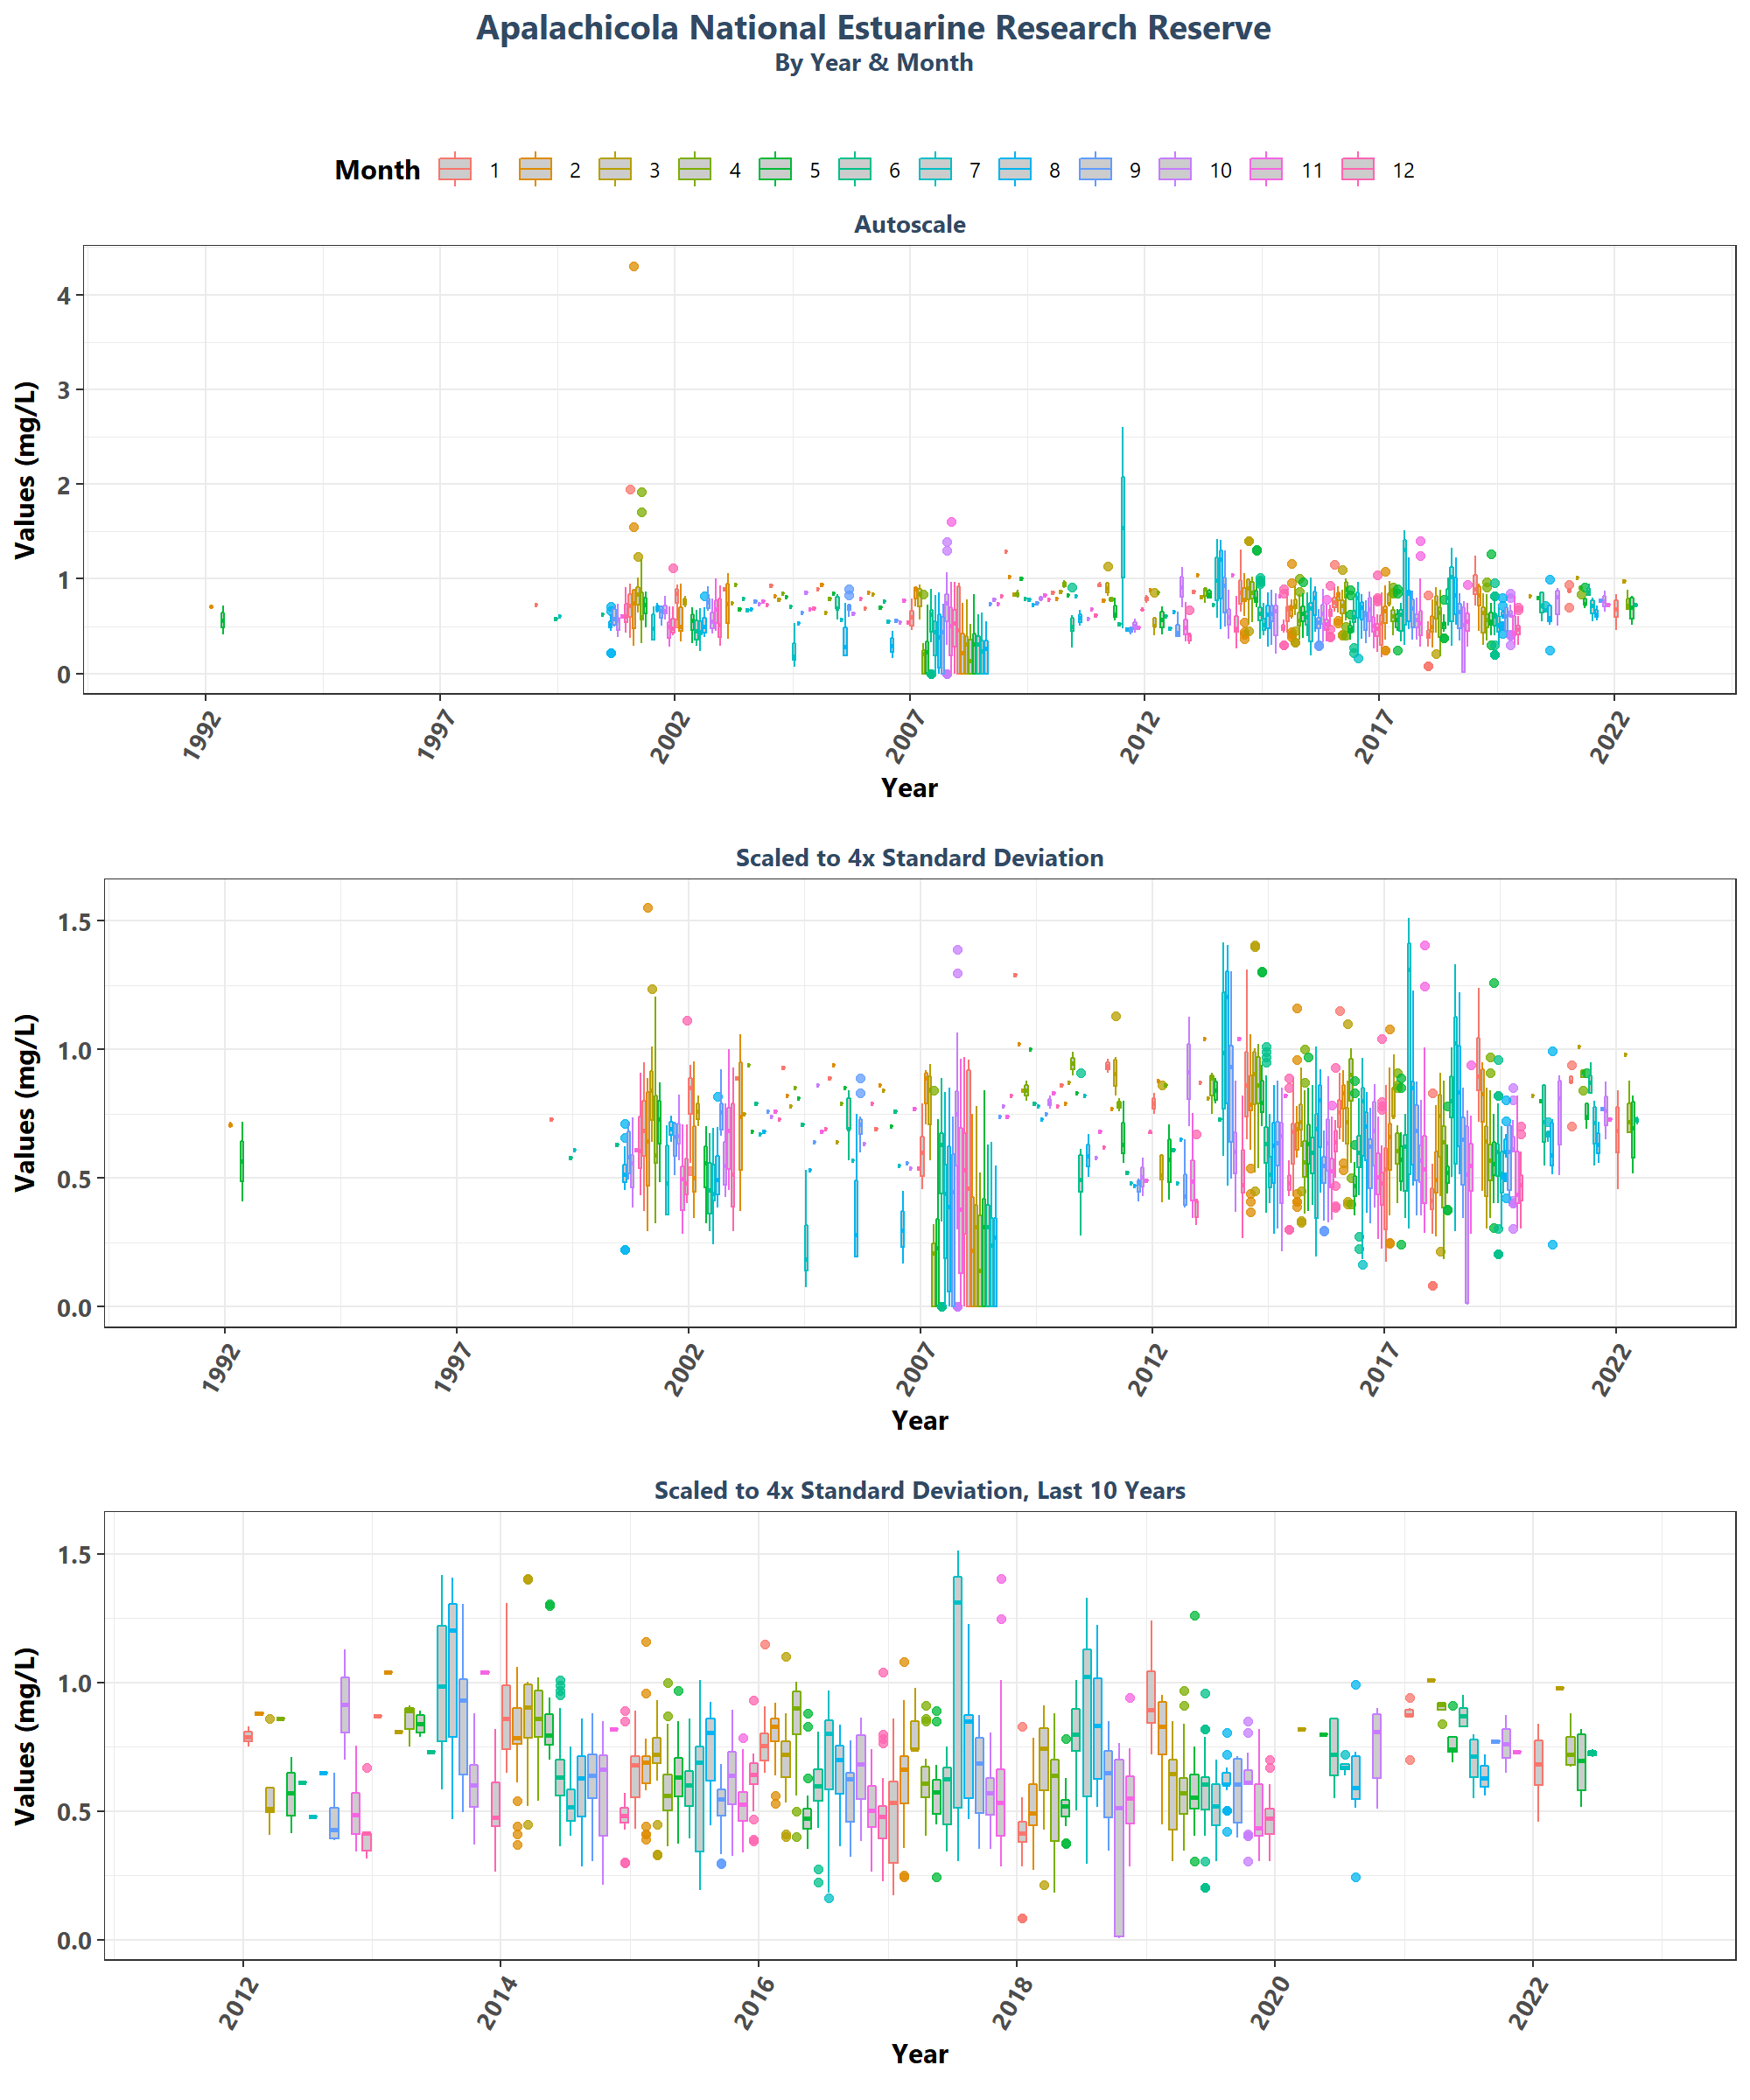 Apalachicola National Estuarine Research Reserve
By Year & Month
Month 1 2 3 4 5 6 7 8 9 10 11 12
Autoscale
Values (mg/L)
4
3
2
1
0
1992 1997 2002 2007 2012 2017 2022
Year
Scaled to 4x Standard Deviation
Values (mg/L)
1.5
1.0
0.5
0.0
1992 1997 2002 2007 2012 2017 2022
Year
Scaled to 4x Standard Deviation, Last 10 Years
Values (mg/L)
1.5
1.0
0.5
0.0
2012 2014 2016 2018 2020 2022
Year